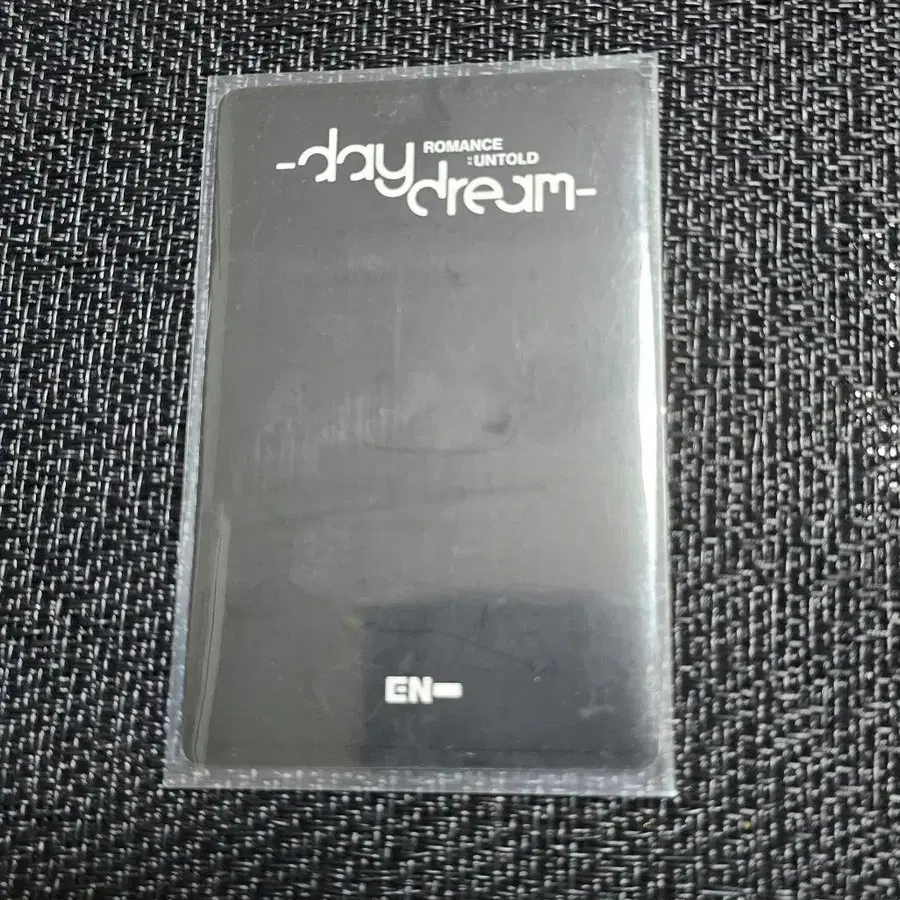 ROMANCE
: UNTOLD
-day
dream-
EN-